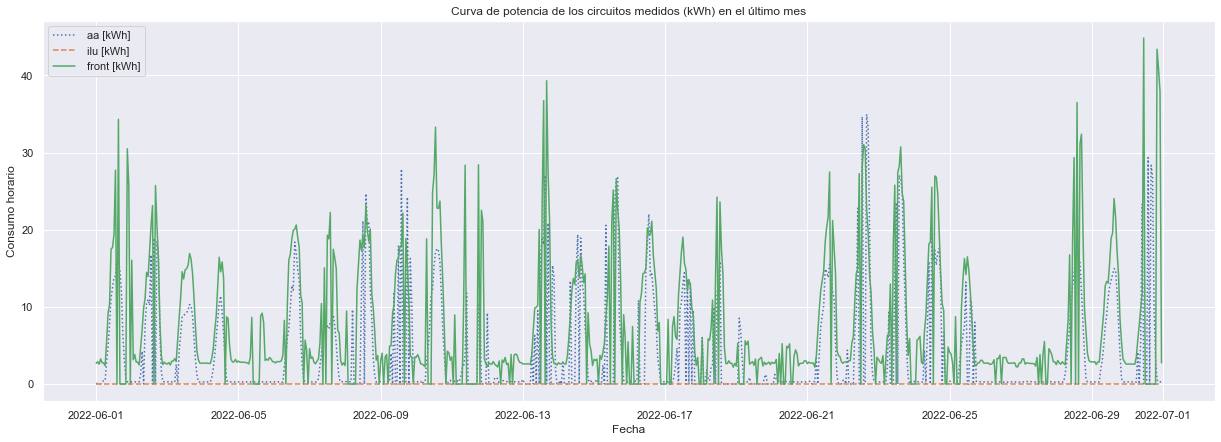 Curva de potencia de los circuitos medidos (kWh) en el último mes
aa [kWh]
ilu [kWh]
front [kWh]
Consumo horario
40
30
20
10
0
2022-06-01 2022-06-05 2022-06-09 2022-06-13 2022-06-17 2022-06-21 2022-06-25 2022-06-29 2022-07-01
Fecha